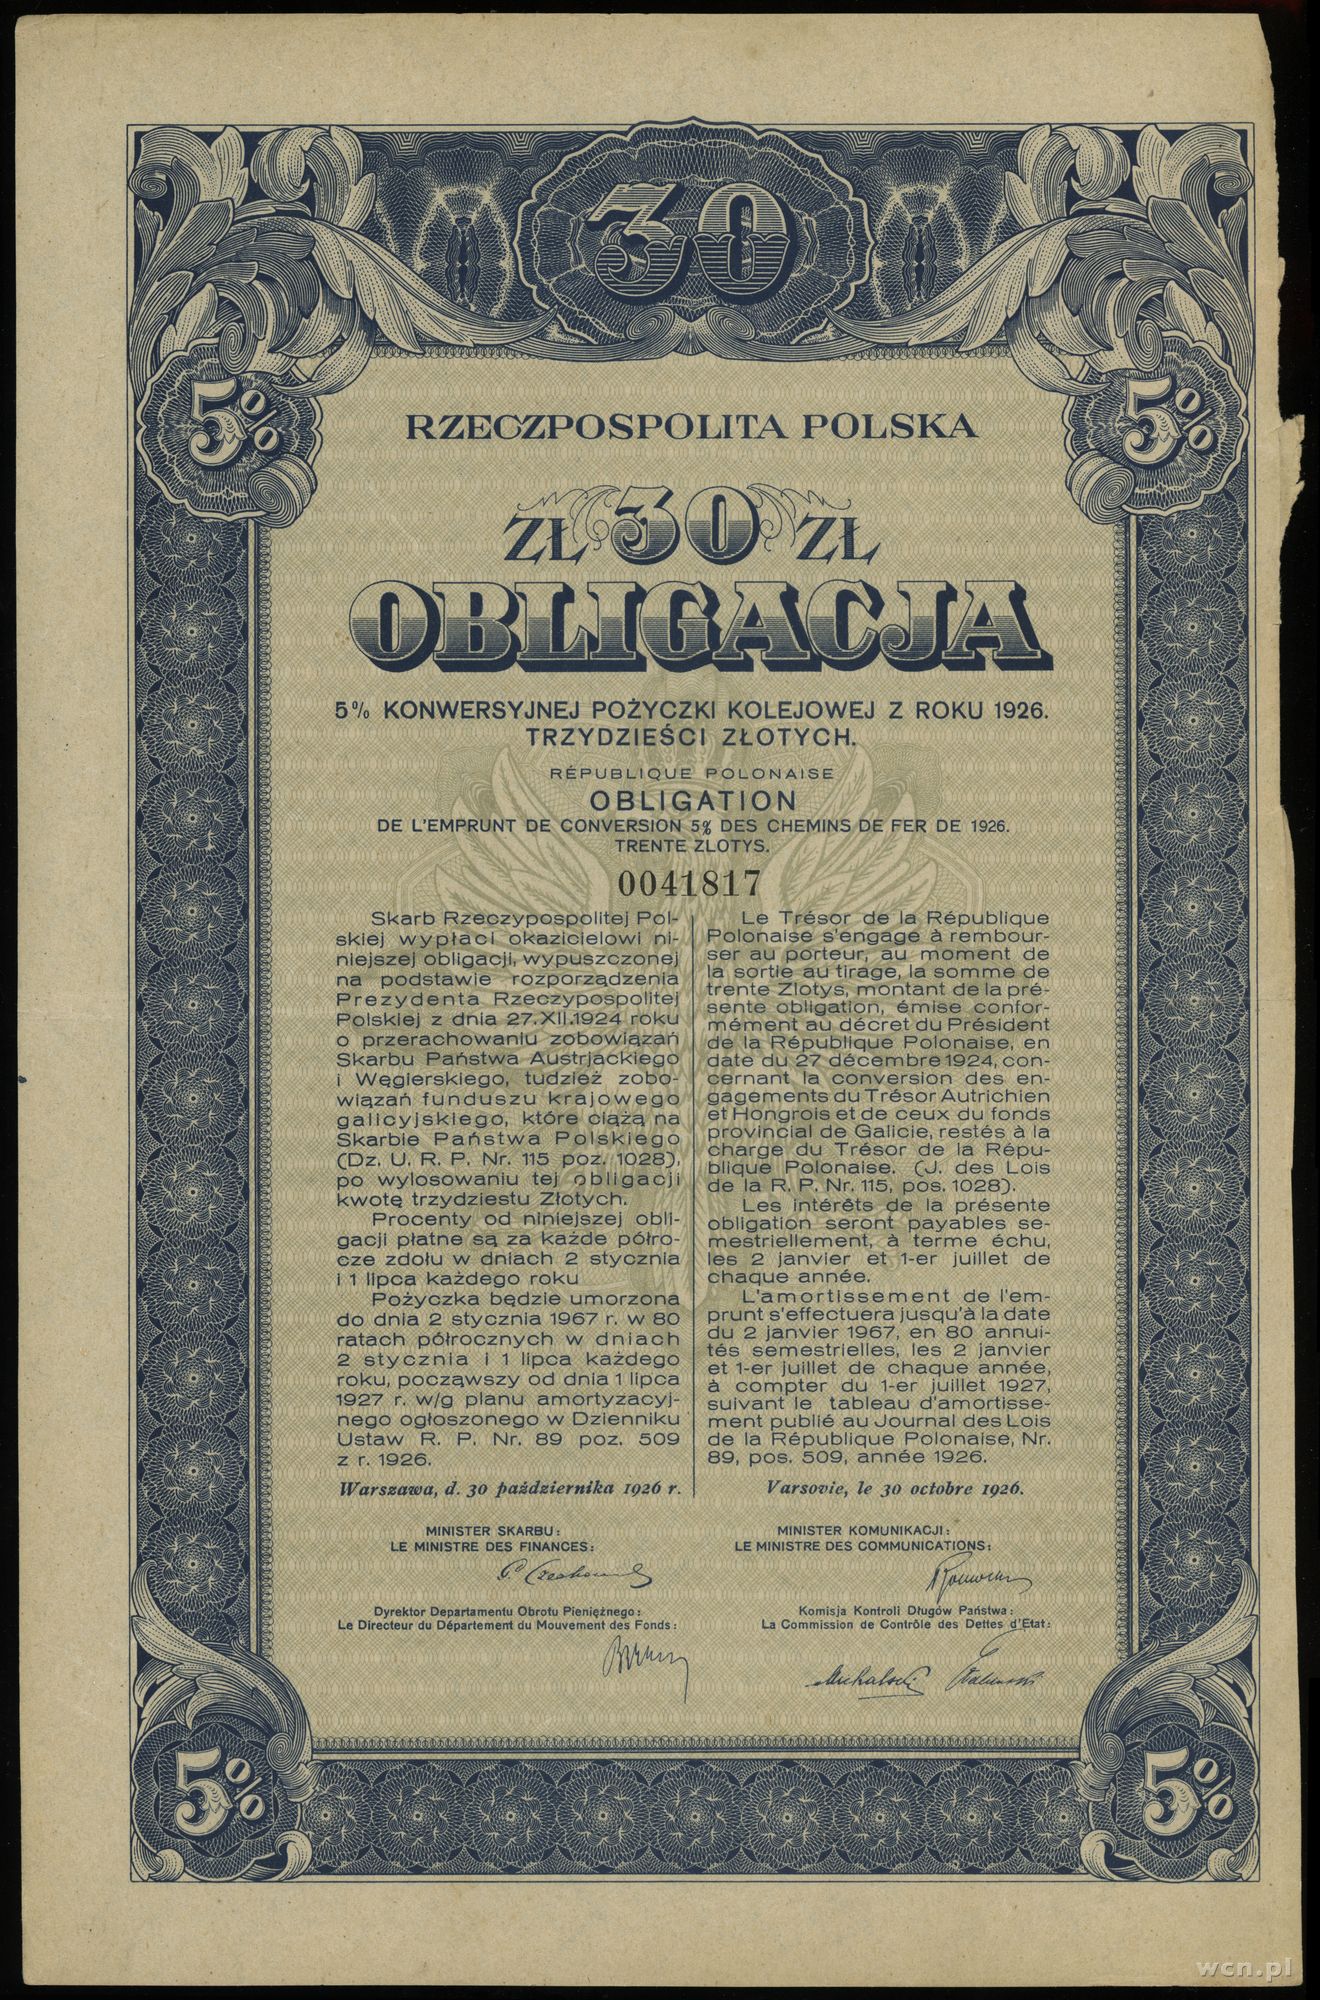 30
5%
5%
RZECZPOSPOLITA POLSKA
ZŁ 30 ZŁ
OBLIGACJA
5% KONWERSYJNEJ POŻYCZKI KOLEJOWEJ Z ROKU 1926.
TRZYDZIEŚCI ZŁOTYCH.
RÉPUBLIQUE POLONAISE
OBLIGATION
DE L'EMPRUNT DE CONVERSION 5% DES CHEMINS DE FER DE 1926.
TRENTE ZLOTYS.
0041817
Skarb Rzeczypospolitej Pol-
skiej wypłaci okazicielowi ni-
niejszej obligacji, wypuszczonej
na podstawie rozporządzenia
Prezydenta Rzeczypospolitej
Polskiej z dnia 27.XII.1924 roku
o przerachowaniu zobowiązań
Skarbu Państwa Austrjackiego
i Węgierskiego, tudzież zobo-
wiązań funduszu krajowego
galicyjskiego, które ciążą na
Skarbie Państwa Polskiego
(Dz. U. R. P. Nr. 115 poz. 1028),
po wylosowaniu tej obligacji
kwotę trzydziestu Złotych.
Procenty od niniejszej obli-
gacji płatne są za każde półro-
cze zdołu w dniach 2 stycznia
i 1 lipca każdego roku
Pożyczka będzie umorzona
do dnia 2 stycznia 1967 r. w 80
ratach półrocznych w dniach
2 stycznia i 1 lipca każdego
roku, począwszy od dnia 1 lipca
1927 r. w/g planu amortyzacyj-
nego ogłoszonego w Dzienniku
Ustaw R. P. Nr. 89 poz. 509
z r. 1926.
Warszawa, d. 30 października 1926 r.
Le Trésor de la République
Polonaise s'engage à rembour-
ser au porteur, au moment de
la sortie au tirage, la somme de
trente Zlotys, montant de la pré-
sente obligation, émise confor-
mément au décret du Président
de la République Polonaise, en
date du 27 décembre 1924, con-
cernant la conversion des en-
gagements du Trésor Autrichien
et Hongrois et de ceux du fonds
provincial de Galicie, restés à la
charge du Trésor de la Répu-
blique Polonaise. (J. des Lois
de la R. P. Nr. 115, pos. 1028).
Les intérêts de la présente
obligation seront payables se-
mestriellement, à terme échu,
les 2 janvier et 1-er juillet de
chaque année.
L'amortissement de l'em-
prunt s'effectuera jusqu'à la date
du 2 janvier 1967, en 80 annui-
tés semestrielles, les 2 janvier
et 1-er juillet de chaque année,
à compter du 1-er juillet 1927,
suivant le tableau d'amortisse-
ment publié au Journal des Lois
de la République Polonaise, Nr.
89, pos. 509, année 1926.
Varsovie, le 30 octobre 1926.
MINISTER SKARBU:
LE MINISTRE DES FINANCES:
MINISTER KOMUNIKACJI:
LE MINISTRE DES COMMUNICATIONS:
Dyrektor Departamentu Obrotu Pieniężnego:
Le Directeur du Département du Mouvement des Fonds:
Komisja Kontroli Długów Państwa:
La Commission de Contrôle des Dettes d'Etat:
Michalski
5%
5%
wcn.pl